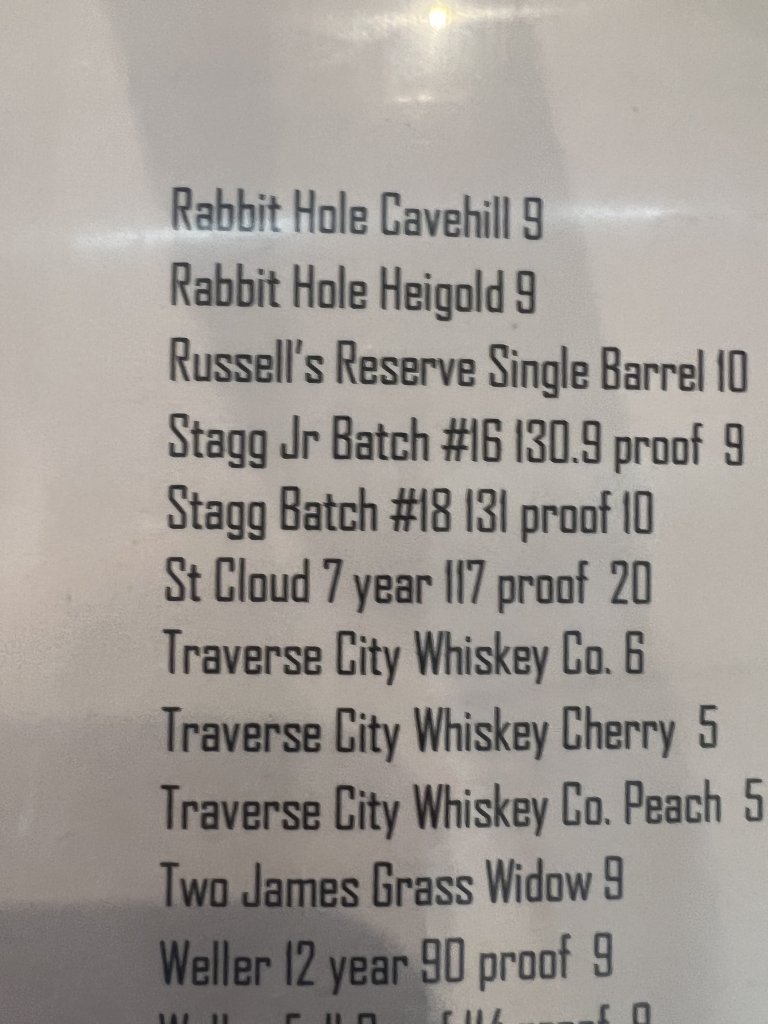 Rabbit Hole Cavehill 9
Rabbit Hole Heigold 9
Russell's Reserve Single Barrel 10
Stagg Jr Batch #16 130.9 proof 9
Stagg Batch #18 131 proof 10
St Cloud 7 year 117 proof 20
Traverse City Whiskey Co. 6
Traverse City Whiskey Cherry 5
Traverse City Whiskey Co. Peach 5
Two James Grass Widow 9
Weller 12 year 90 proof 9